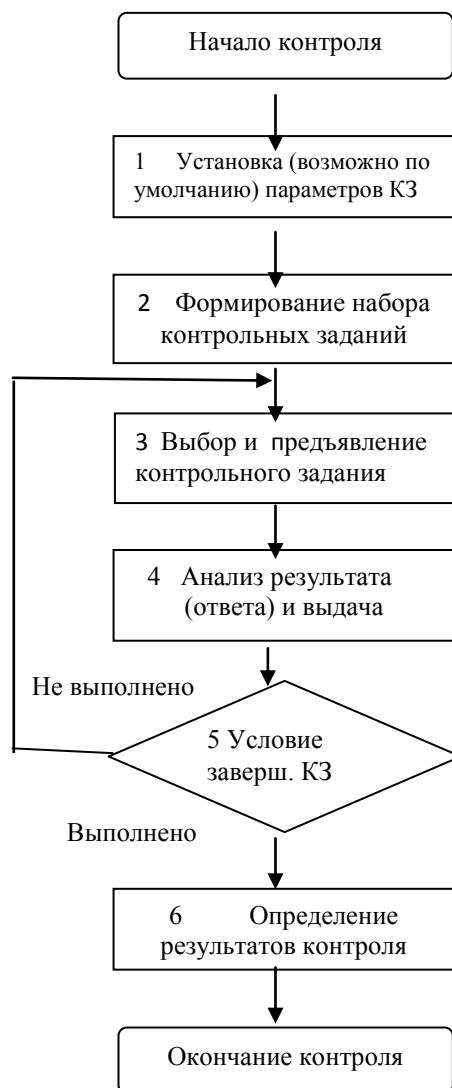 Начало контроля
1 Установка (возможно по
умолчанию) параметров КЗ
2 Формирование набора
контрольных заданий
3 Выбор и предъявление
контрольного задания
4 Анализ результата
(ответа) и выдача
Не выполнено
5 Условие
заверш. КЗ
Выполнено
6 Определение
результатов контроля
Окончание контроля